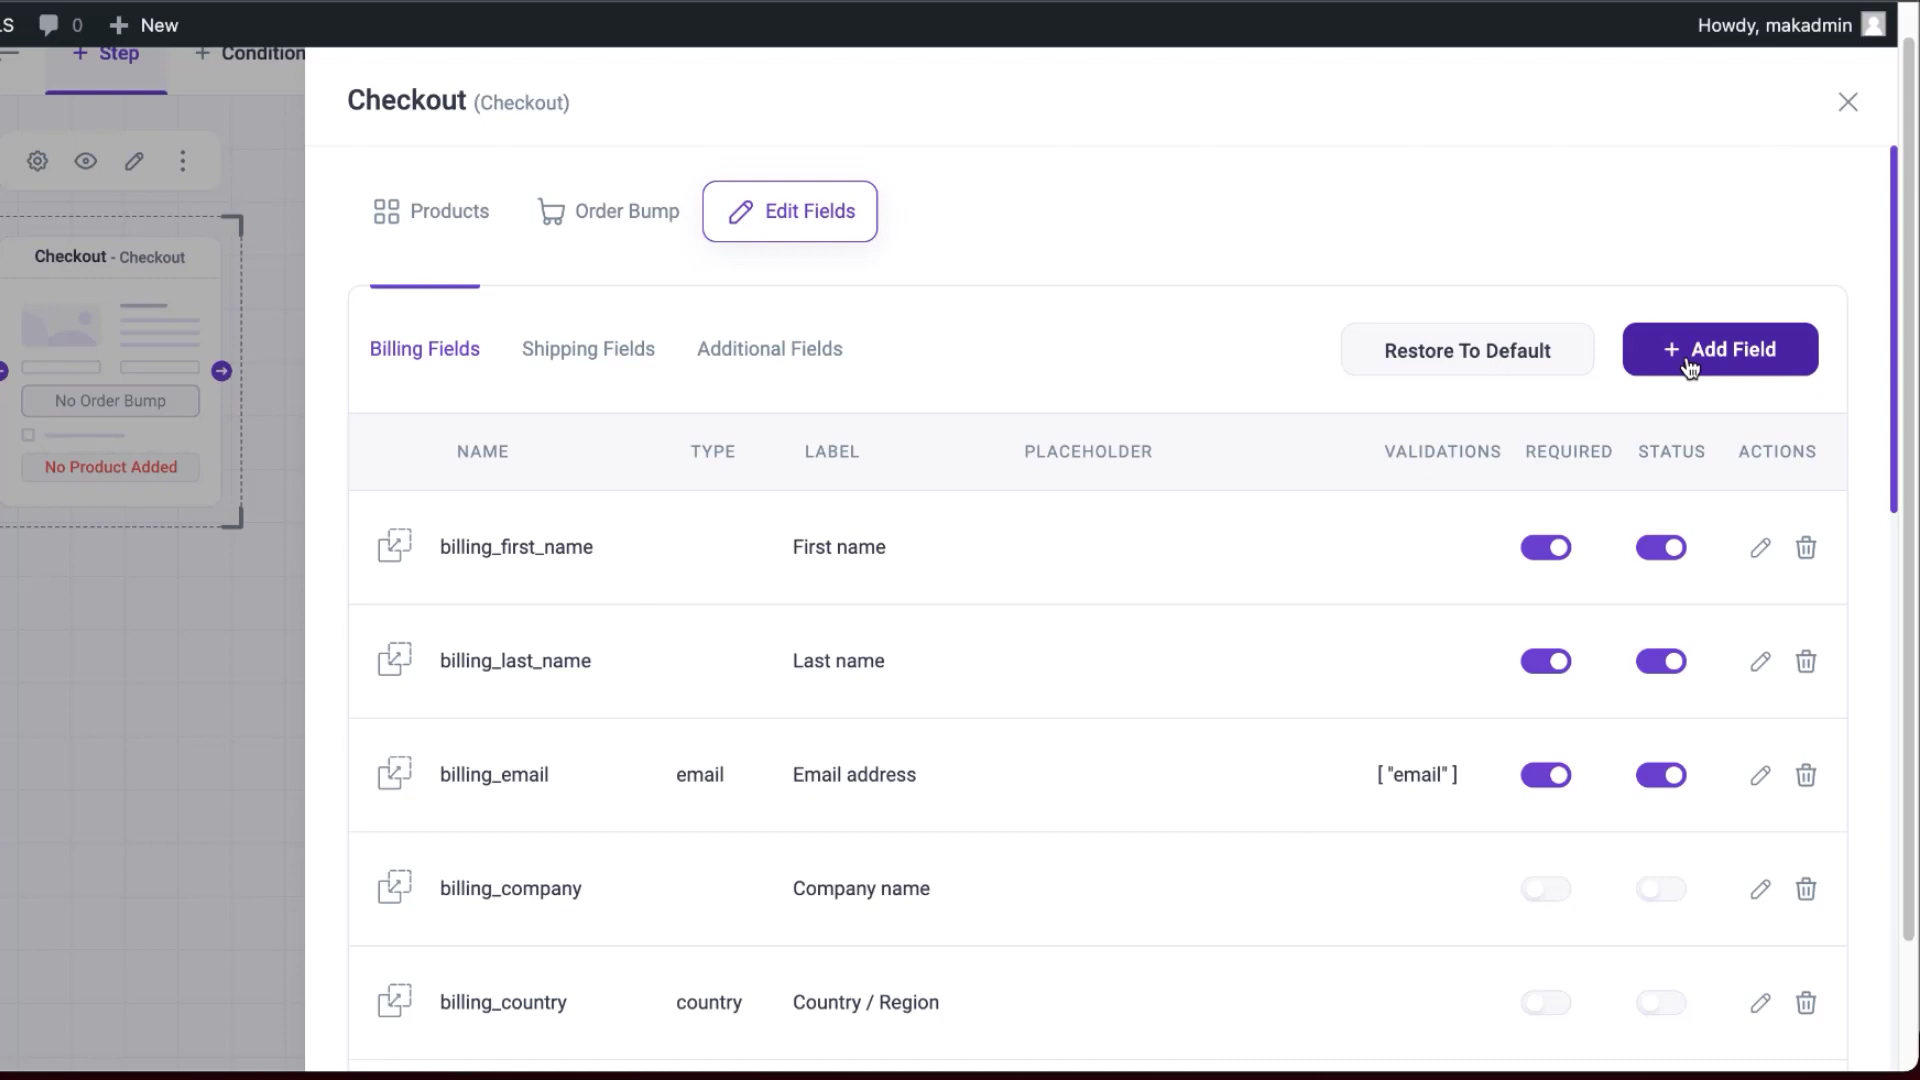 LS 0 New
Howdy, makadmin
+ Step + Condition
Checkout (Checkout)
Products Order Bump Edit Fields
Checkout - Checkout
No Order Bump
No Product Added
Billing Fields Shipping Fields Additional Fields Restore To Default + Add Field
NAME TYPE LABEL PLACEHOLDER VALIDATIONS REQUIRED STATUS ACTIONS
billing_first_name First name
billing_last_name Last name
billing_email email Email address [ "email" ]
billing_company Company name
billing_country country Country / Region